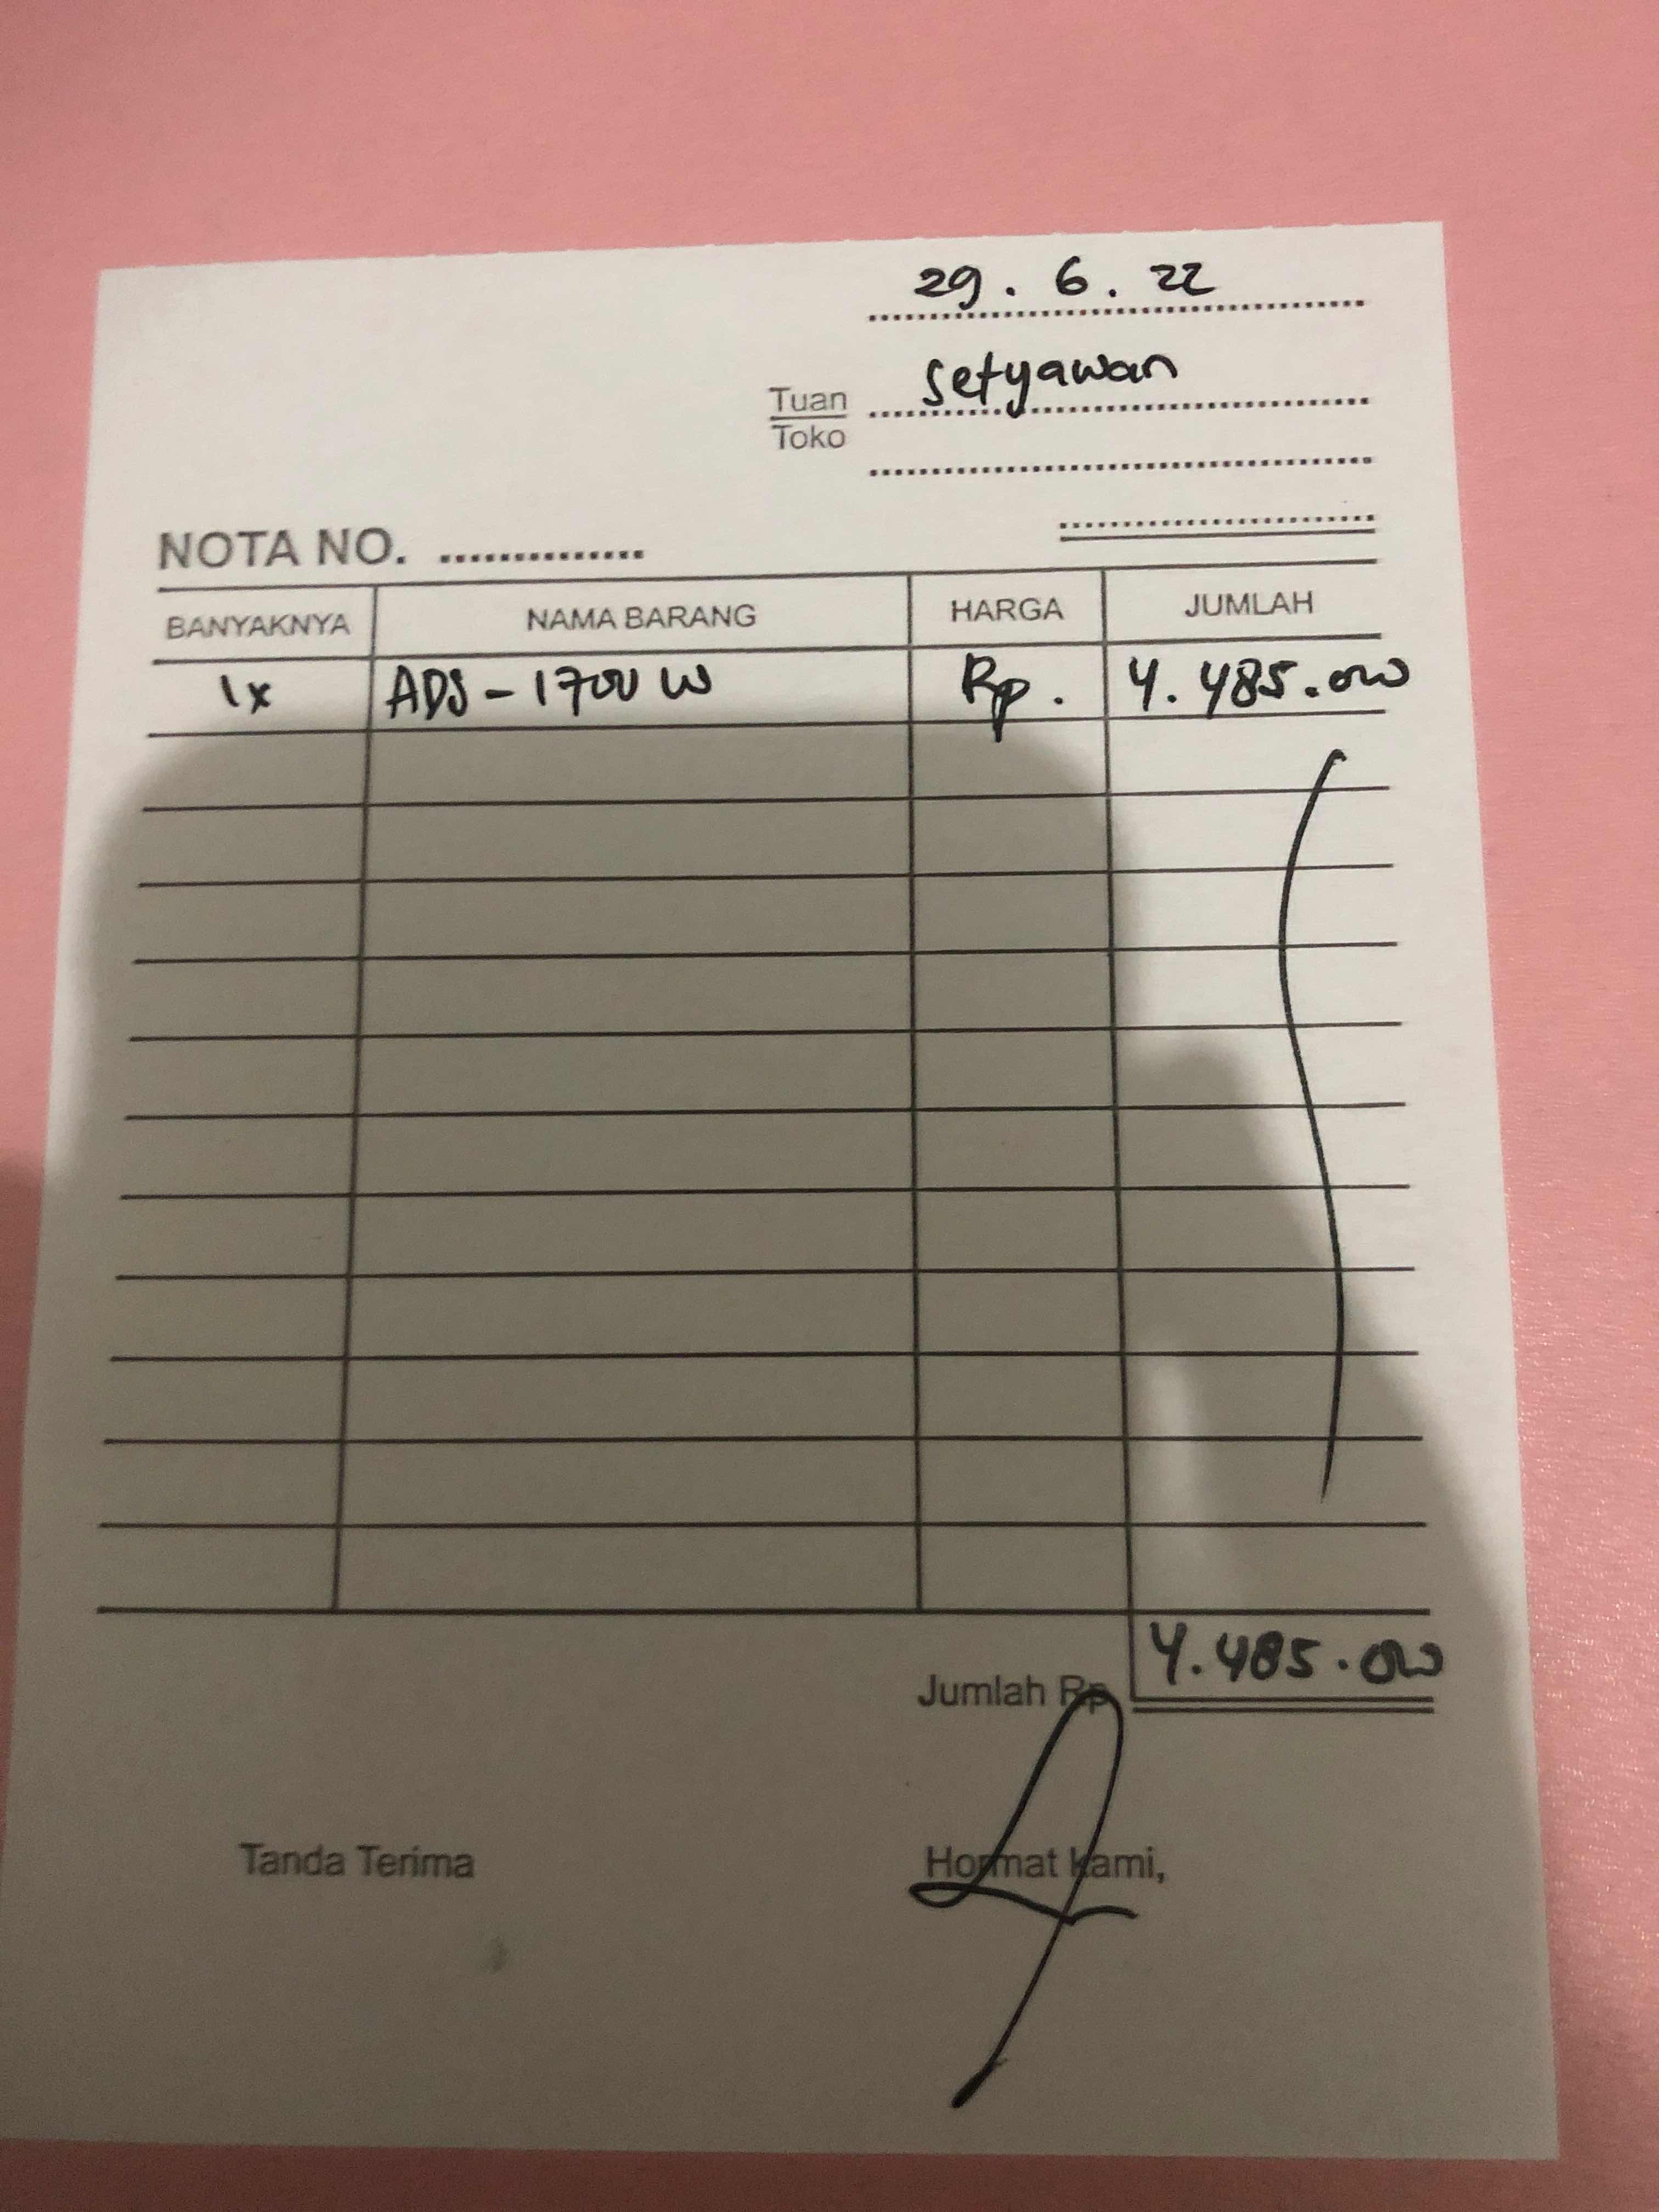 29. 6. 22
Tuan Setyawan
Toko
NOTA NO. ..............
BANYAKNYA NAMA BARANG HARGA JUMLAH
1x ADS - 1700 W Rp. 4.485.000
Jumlah Rp 4.485.000
Tanda Terima Hormat Kami,